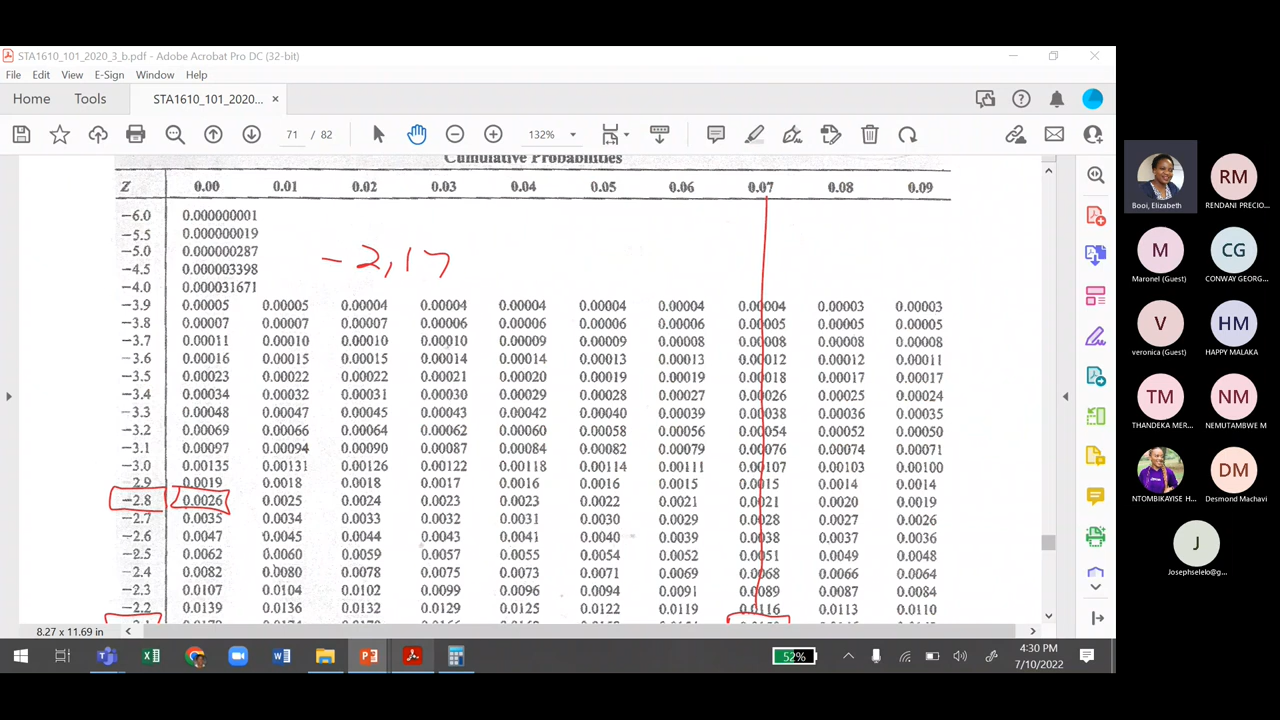 STA1610_101_2020_3_b.pdf - Adobe Acrobat Pro DC (32-bit)
File Edit View E-Sign Window Help
Home Tools STA1610_101_2020... ×
71 / 82 132%
Cumulative Probabilities
Z 0.00 0.01 0.02 0.03 0.04 0.05 0.06 0.07 0.08 0.09
−6.0 0.000000001
−5.5 0.000000019
−5.0 0.000000287
−4.5 0.000003398
−4.0 0.000031671
-2,17
−3.9 0.00005 0.00005 0.00004 0.00004 0.00004 0.00004 0.00004 0.00004 0.00003 0.00003
−3.8 0.00007 0.00007 0.00007 0.00006 0.00006 0.00006 0.00006 0.00005 0.00005 0.00005
−3.7 0.00011 0.00010 0.00010 0.00010 0.00009 0.00009 0.00008 0.00008 0.00008 0.00008
−3.6 0.00016 0.00015 0.00015 0.00014 0.00014 0.00013 0.00013 0.00012 0.00012 0.00011
−3.5 0.00023 0.00022 0.00022 0.00021 0.00020 0.00019 0.00019 0.00018 0.00017 0.00017
−3.4 0.00034 0.00032 0.00031 0.00030 0.00029 0.00028 0.00027 0.00026 0.00025 0.00024
−3.3 0.00048 0.00047 0.00045 0.00043 0.00042 0.00040 0.00039 0.00038 0.00036 0.00035
−3.2 0.00069 0.00066 0.00064 0.00062 0.00060 0.00058 0.00056 0.00054 0.00052 0.00050
−3.1 0.00097 0.00094 0.00090 0.00087 0.00084 0.00082 0.00079 0.00076 0.00074 0.00071
−3.0 0.00135 0.00131 0.00126 0.00122 0.00118 0.00114 0.00111 0.00107 0.00103 0.00100
−2.9 0.0019 0.0018 0.0018 0.0017 0.0016 0.0016 0.0015 0.0015 0.0014 0.0014
−2.8 0.0026 0.0025 0.0024 0.0023 0.0023 0.0022 0.0021 0.0021 0.0020 0.0019
−2.7 0.0035 0.0034 0.0033 0.0032 0.0031 0.0030 0.0029 0.0028 0.0027 0.0026
−2.6 0.0047 0.0045 0.0044 0.0043 0.0041 0.0040 0.0039 0.0038 0.0037 0.0036
−2.5 0.0062 0.0060 0.0059 0.0057 0.0055 0.0054 0.0052 0.0051 0.0049 0.0048
−2.4 0.0082 0.0080 0.0078 0.0075 0.0073 0.0071 0.0069 0.0068 0.0066 0.0064
−2.3 0.0107 0.0104 0.0102 0.0099 0.0096 0.0094 0.0091 0.0089 0.0087 0.0084
−2.2 0.0139 0.0136 0.0132 0.0129 0.0125 0.0122 0.0119 0.0116 0.0113 0.0110
8.27 x 11.69 in
52%
4:30 PM
7/10/2022
Booi, Elizabeth
RM
RENDANI PRECIO...
M
Maronel (Guest)
CG
CONWAY GEORG...
V
veronica (Guest)
HM
HAPPY MALAKA
TM
THANDEKA MER...
NM
NEMUTAMBWE M
NTOMBIKAYISE H...
DM
Desmond Machavi
J
Josephselelo@g...